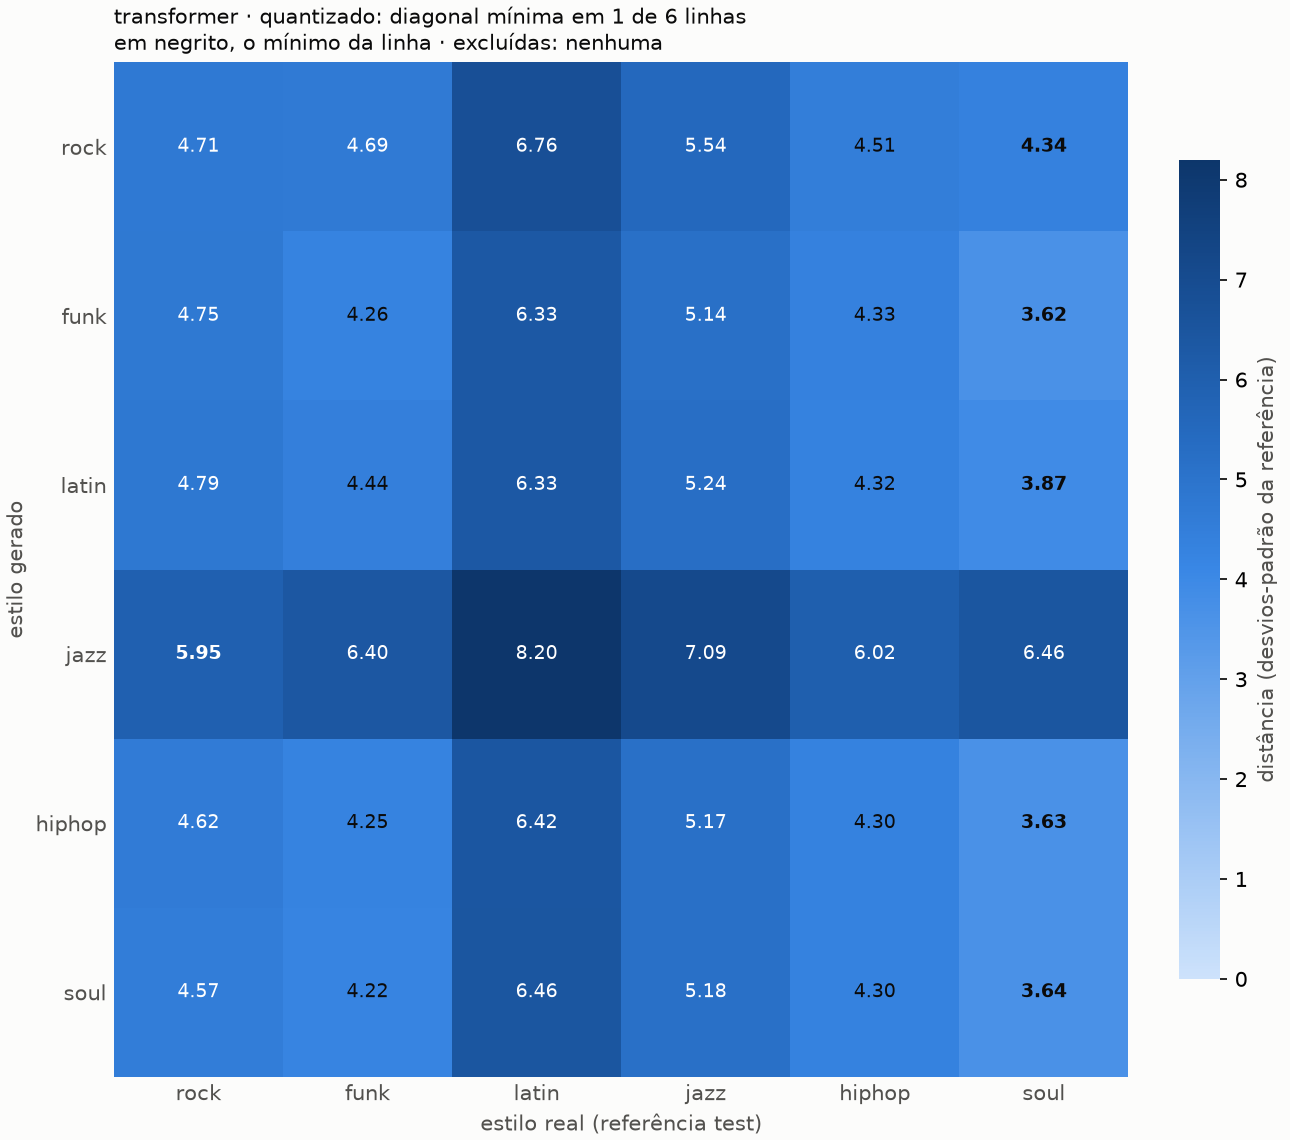 transformer · quantizado: diagonal mínima em 1 de 6 linhas
em negrito, o mínimo da linha · excluídas: nenhuma
estilo gerado
rock 4.71 4.69 6.76 5.54 4.51 4.34
funk 4.75 4.26 6.33 5.14 4.33 3.62
latin 4.79 4.44 6.33 5.24 4.32 3.87
jazz 5.95 6.40 8.20 7.09 6.02 6.46
hiphop 4.62 4.25 6.42 5.17 4.30 3.63
soul 4.57 4.22 6.46 5.18 4.30 3.64
rock funk latin jazz hiphop soul
estilo real (referência test)
8
7
6
5
4
3
2
1
0
distância (desvios-padrão da referência)